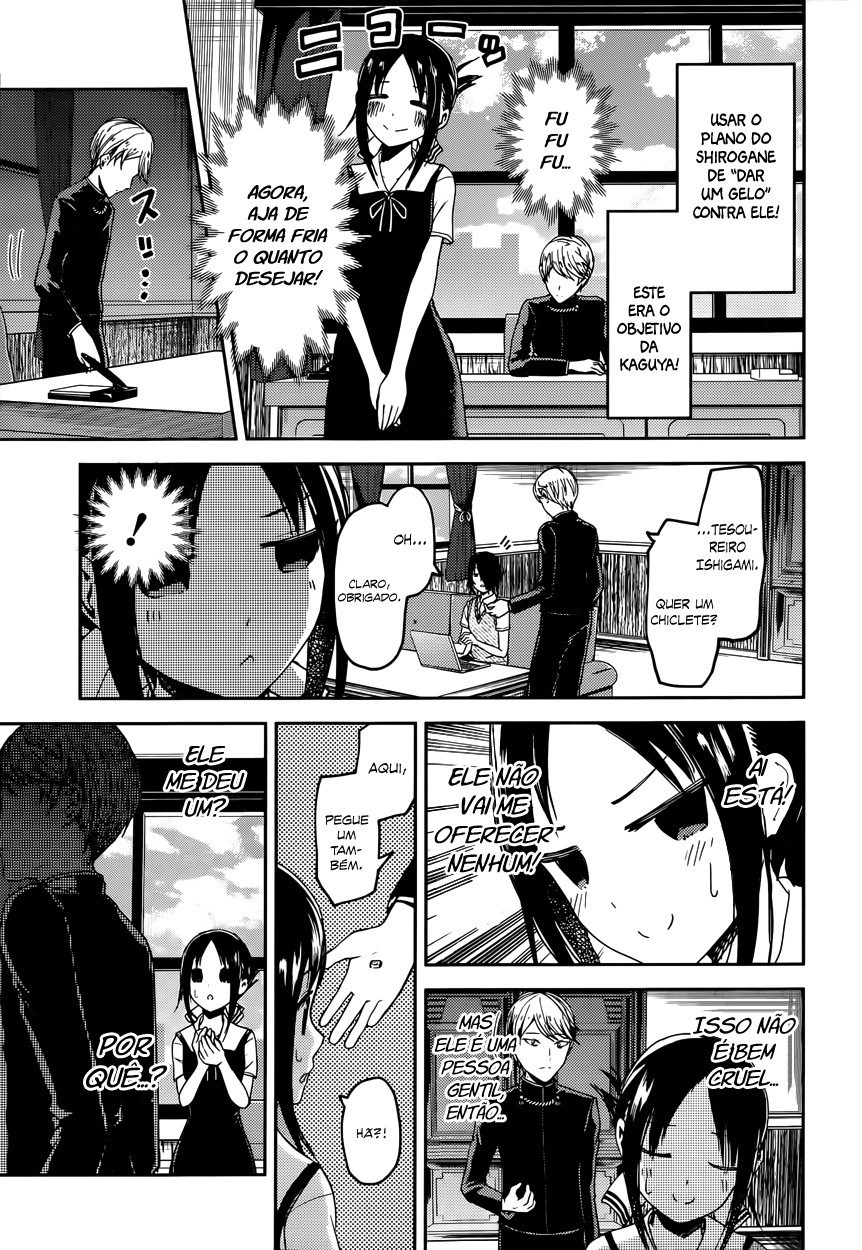 USAR O
PLANO DO
SHIROGANE
DE "DAR
UM GELO"
CONTRA ELE!
ESTE
ERA O
OBJETIVO
DA
KAGUYA!
ニコーッ
FU
FU
FU...
AGORA,
AJA DE
FORMA FRIA
O QUANTO
DESEJAR!
スッ…
...TESOU-
REIRO
ISHIGAMI.
QUER UM
CHICLETE?
OH...
CLARO,
OBRIGADO.
!
AI
ESTÁ!
ELE NÃO
VAI ME
OFERECER
NENHUM!
ISSO NÃO
É BEM
CRUEL...
MAS
ELE É UMA
PESSOA
GENTIL,
ENTÃO...
AQUI,
PEGUE
UM
TAM-
BÉM.
HÃ?!
ELE
ME DEU
UM?
POR
QUÊ...?